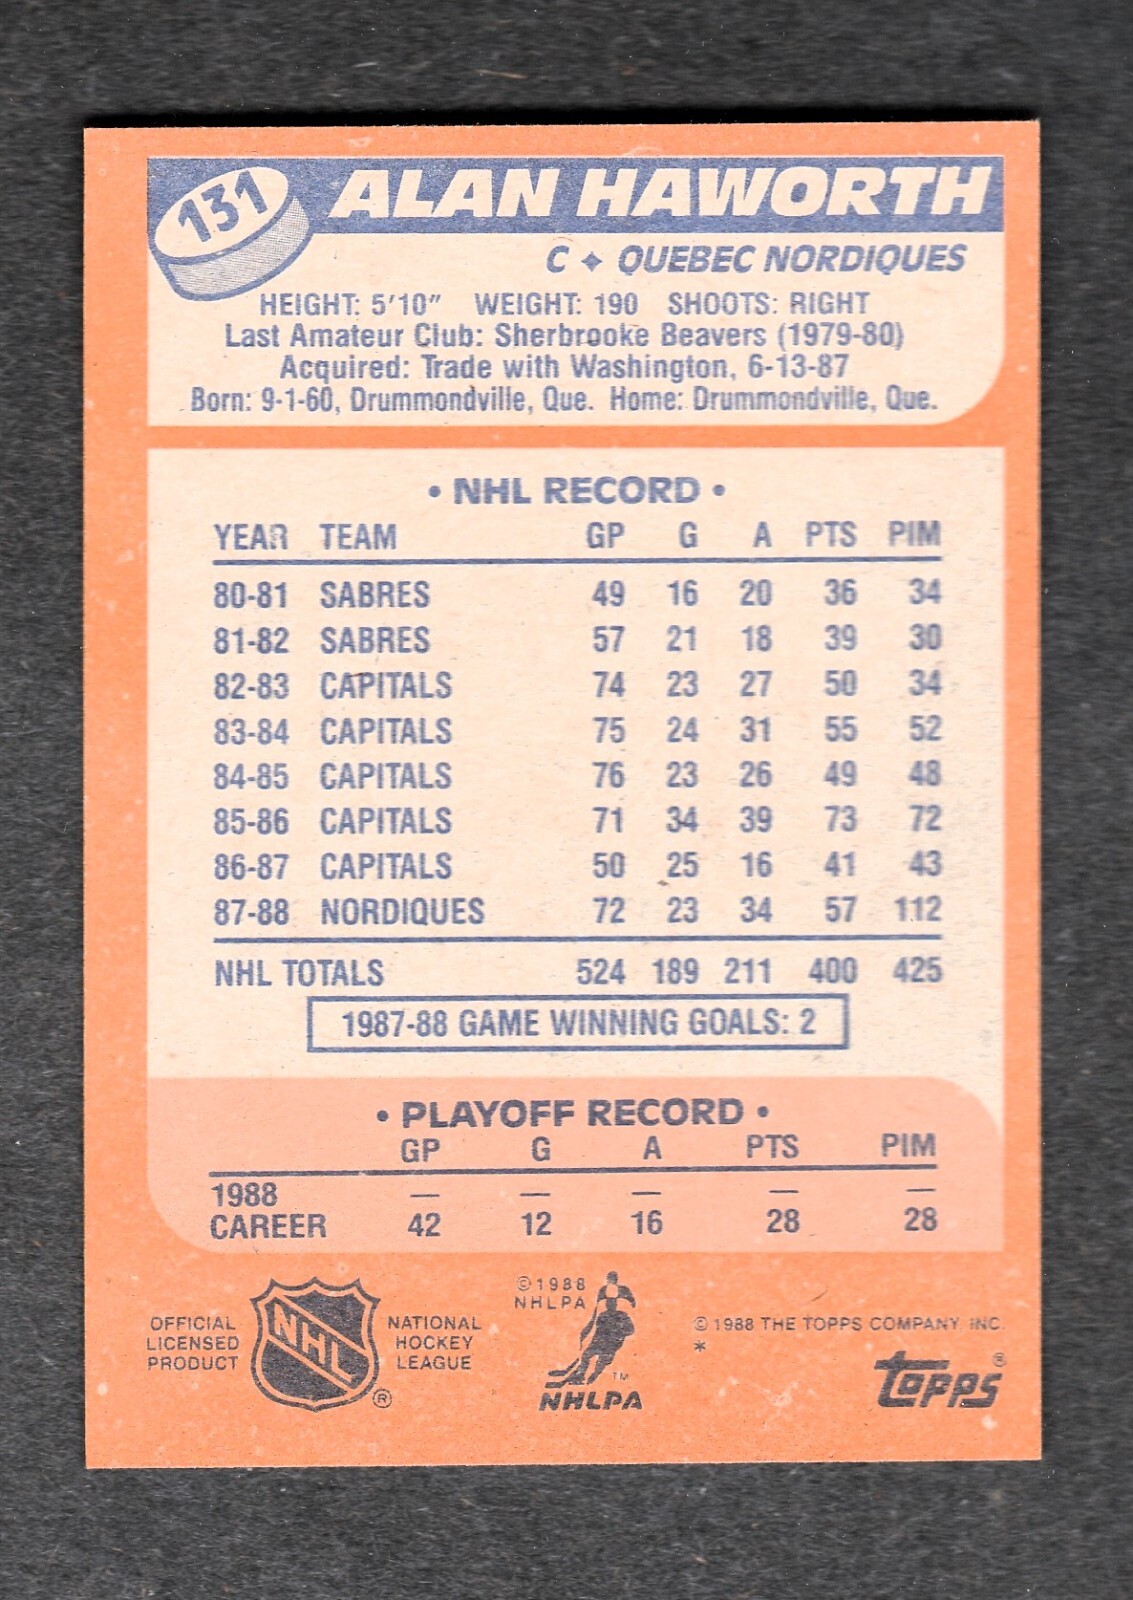 131
ALAN HAWORTH
C ✦ QUEBEC NORDIQUES
HEIGHT: 5'10" WEIGHT: 190 SHOOTS: RIGHT
Last Amateur Club: Sherbrooke Beavers (1979-80)
Acquired: Trade with Washington, 6-13-87
Born: 9-1-60, Drummondville, Que. Home: Drummondville, Que.
• NHL RECORD •
YEAR TEAM GP G A PTS PIM
80-81 SABRES 49 16 20 36 34
81-82 SABRES 57 21 18 39 30
82-83 CAPITALS 74 23 27 50 34
83-84 CAPITALS 75 24 31 55 52
84-85 CAPITALS 76 23 26 49 48
85-86 CAPITALS 71 34 39 73 72
86-87 CAPITALS 50 25 16 41 43
87-88 NORDIQUES 72 23 34 57 112
NHL TOTALS 524 189 211 400 425
1987-88 GAME WINNING GOALS: 2
• PLAYOFF RECORD •
GP G A PTS PIM
1988 — — — — —
CAREER 42 12 16 28 28
OFFICIAL
LICENSED
PRODUCT
NHL
®
NATIONAL
HOCKEY
LEAGUE
© 1988
NHLPA
TM
NHLPA
© 1988 THE TOPPS COMPANY, INC.
*
topps®